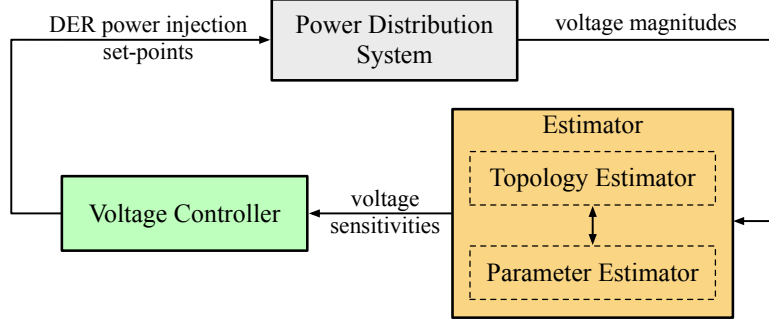 DER power injection
set-points
Power Distribution
System
voltage magnitudes
Estimator
Topology Estimator
Voltage Controller
voltage
sensitivities
Parameter Estimator